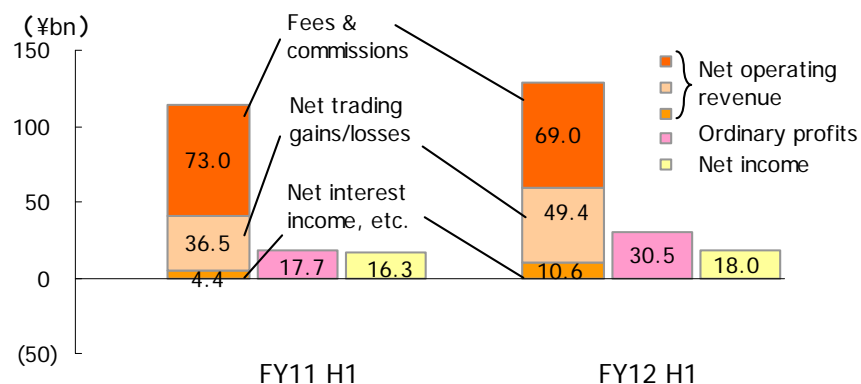 (¥bn)
150
100
50
0
(50)
Fees &
commissions
Net trading
gains/losses
Net interest
income, etc.
73.0
36.5
4.4
17.7
16.3
69.0
49.4
10.6
30.5
18.0
FY11 H1
FY12 H1
Net operating
revenue
Ordinary profits
Net income